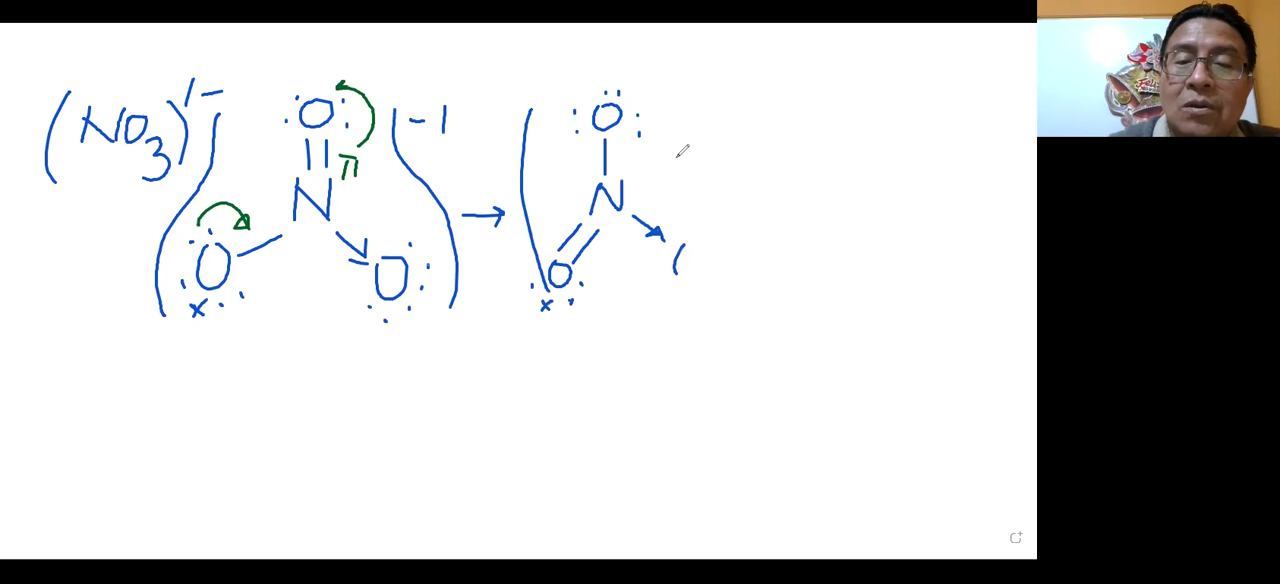 (NO3)1-
O -1 O
π
N N
O O O